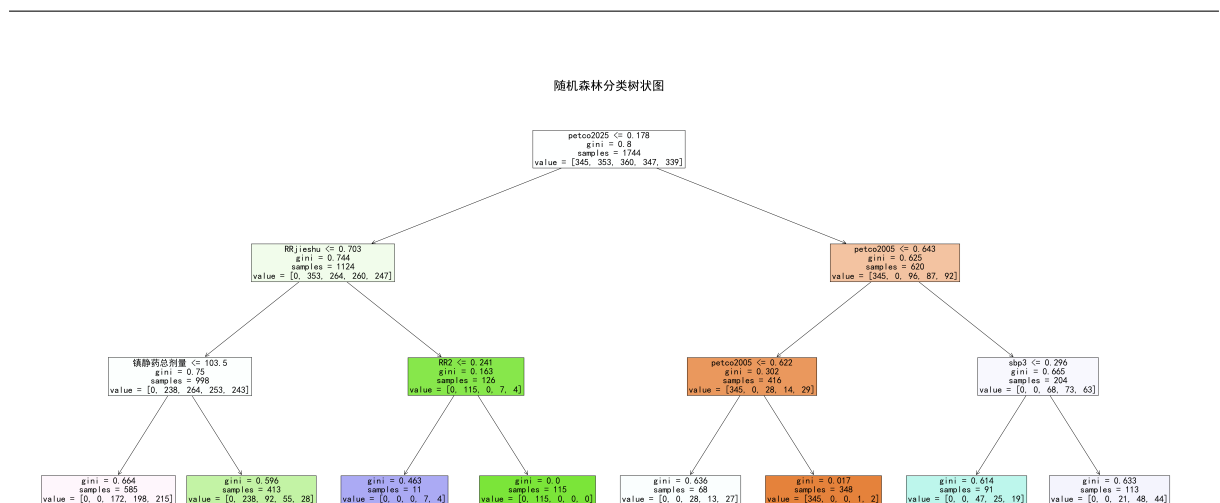 随机森林分类树状图
petco2025 <= 0.178
gini = 0.8
samples = 1744
value = [345, 353, 360, 347, 339]
RRjieshu <= 0.703
gini = 0.744
samples = 1124
value = [0, 353, 264, 260, 247]
petco2005 <= 0.643
gini = 0.625
samples = 620
value = [345, 0, 96, 87, 92]
镇静药总剂量 <= 103.5
gini = 0.75
samples = 998
value = [0, 238, 264, 253, 243]
RR2 <= 0.241
gini = 0.163
samples = 126
value = [0, 115, 0, 7, 4]
petco2005 <= 0.622
gini = 0.302
samples = 416
value = [345, 0, 28, 14, 29]
sbp3 <= 0.296
gini = 0.665
samples = 204
value = [0, 0, 68, 73, 63]
gini = 0.664
samples = 585
value = [0, 0, 172, 198, 215]
gini = 0.596
samples = 413
value = [0, 238, 92, 55, 28]
gini = 0.463
samples = 11
value = [0, 0, 0, 7, 4]
gini = 0.0
samples = 115
value = [0, 115, 0, 0, 0]
gini = 0.636
samples = 68
value = [0, 0, 28, 13, 27]
gini = 0.017
samples = 348
value = [345, 0, 0, 1, 2]
gini = 0.614
samples = 91
value = [0, 0, 47, 25, 19]
gini = 0.633
samples = 113
value = [0, 0, 21, 48, 44]